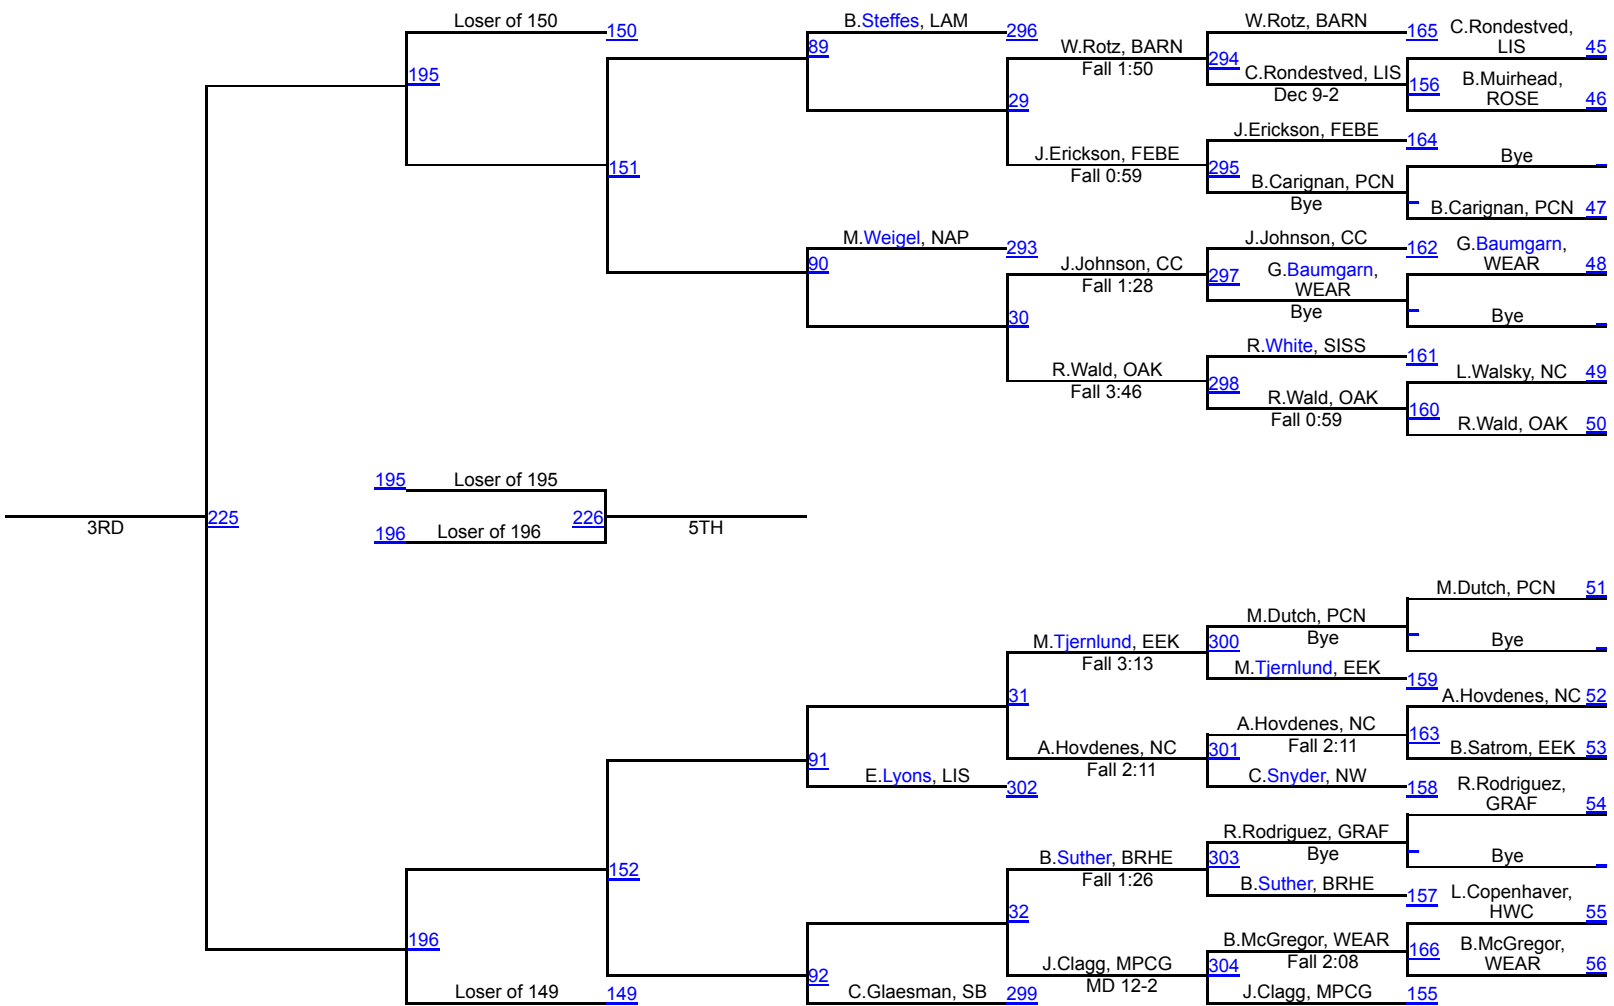 Loser of 150
150
B.Steffes, LAM
296
W.Rotz, BARN
165
C.Rondestved,
LIS
45
89
W.Rotz, BARN
Fall 1:50
294
C.Rondestved, LIS
Dec 9-2
195
156
B.Muirhead,
ROSE
46
29
J.Erickson, FEBE
164
J.Erickson, FEBE
Fall 0:59
Bye
151
295
B.Carignan, PCN
Bye
B.Carignan, PCN
47
M.Weigel, NAP
293
J.Johnson, CC
162
G.Baumgarn,
WEAR
48
90
J.Johnson, CC
Fall 1:28
297
G.Baumgarn,
WEAR
Bye
30
Bye
R.White, SISS
161
R.Wald, OAK
Fall 3:46
298
L.Walsky, NC
49
R.Wald, OAK
Fall 0:59
160
R.Wald, OAK
50
195
Loser of 195
3RD
225
226
5TH
196
Loser of 196
M.Dutch, PCN
51
M.Dutch, PCN
Bye
M.Tjernlund, EEK
Fall 3:13
300
Bye
M.Tjernlund, EEK
159
31
A.Hovdenes, NC
52
A.Hovdenes, NC
Fall 2:11
163
B.Satrom, EEK
53
A.Hovdenes, NC
Fall 2:11
301
91
E.Lyons, LIS
302
C.Snyder, NW
158
R.Rodriguez,
GRAF
54
R.Rodriguez, GRAF
Bye
152
B.Suther, BRHE
Fall 1:26
303
Bye
B.Suther, BRHE
157
L.Copenhaver,
HWC
55
32
196
B.McGregor, WEAR
Fall 2:08
166
B.McGregor,
WEAR
56
92
J.Clagg, MPCG
MD 12-2
304
Loser of 149
149
C.Glaesman, SB
299
J.Clagg, MPCG
155